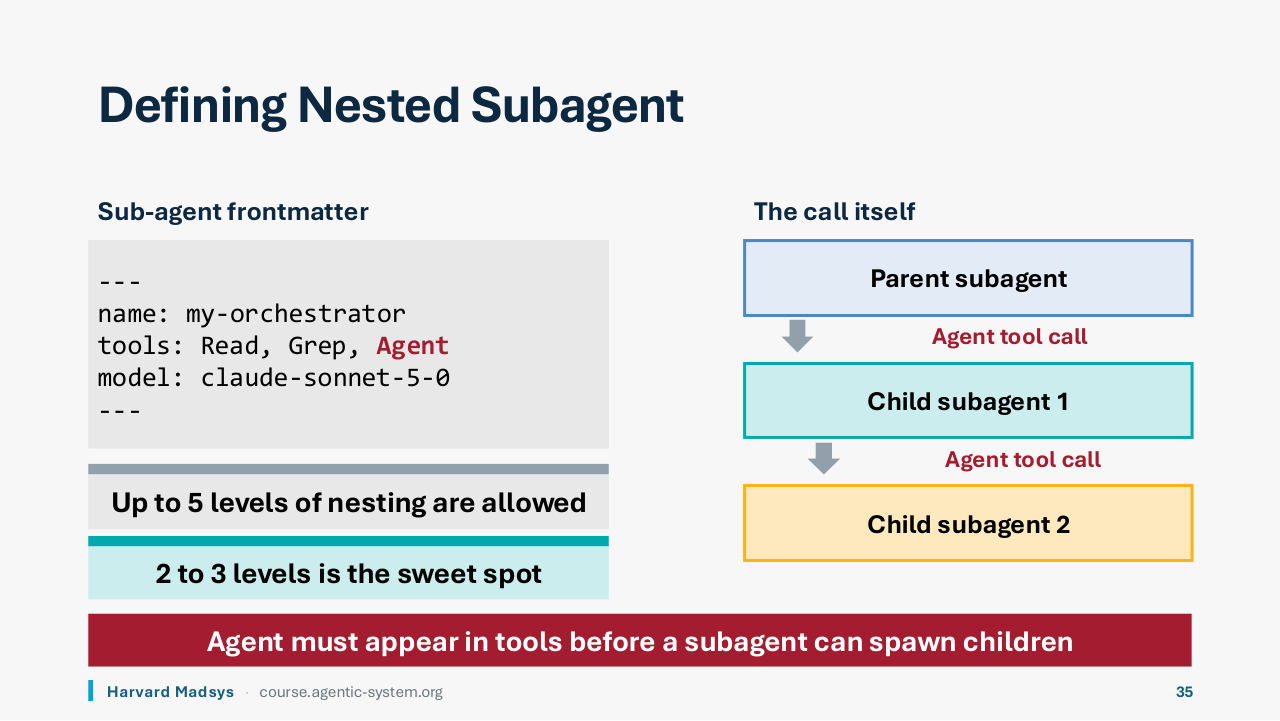 Defining Nested Subagent
Sub-agent frontmatter
---
name: my-orchestrator
tools: Read, Grep, Agent
model: claude-sonnet-5-0
---
Up to 5 levels of nesting are allowed
2 to 3 levels is the sweet spot
The call itself
Parent subagent
Agent tool call
Child subagent 1
Agent tool call
Child subagent 2
Agent must appear in tools before a subagent can spawn children
Harvard Madsys · course.agentic-system.org
35